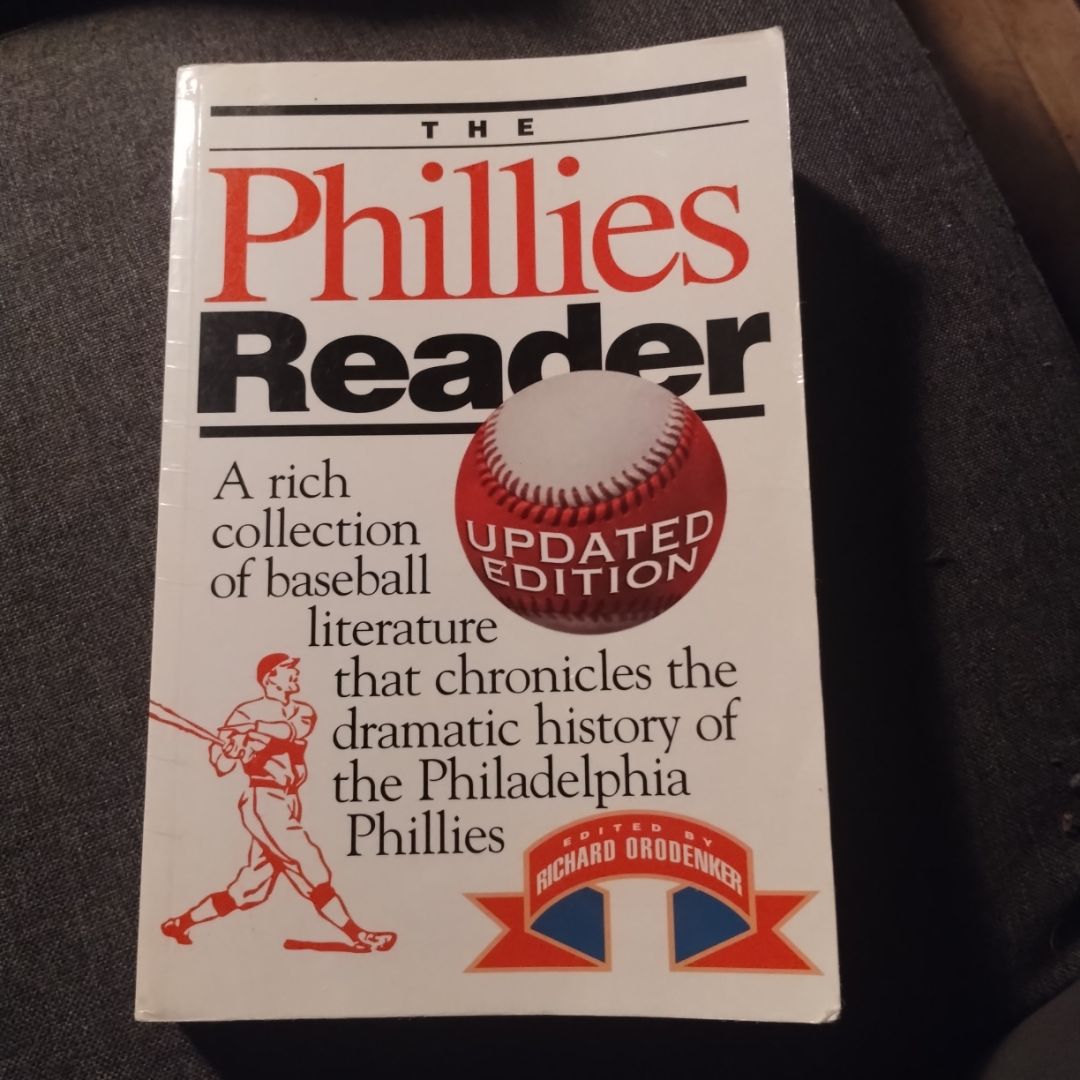 THE
Phillies
Reader
UPDATED
EDITION
A rich
collection
of baseball
literature
that chronicles the
dramatic history of
the Philadelphia
Phillies
EDITED BY
RICHARD ORODENKER